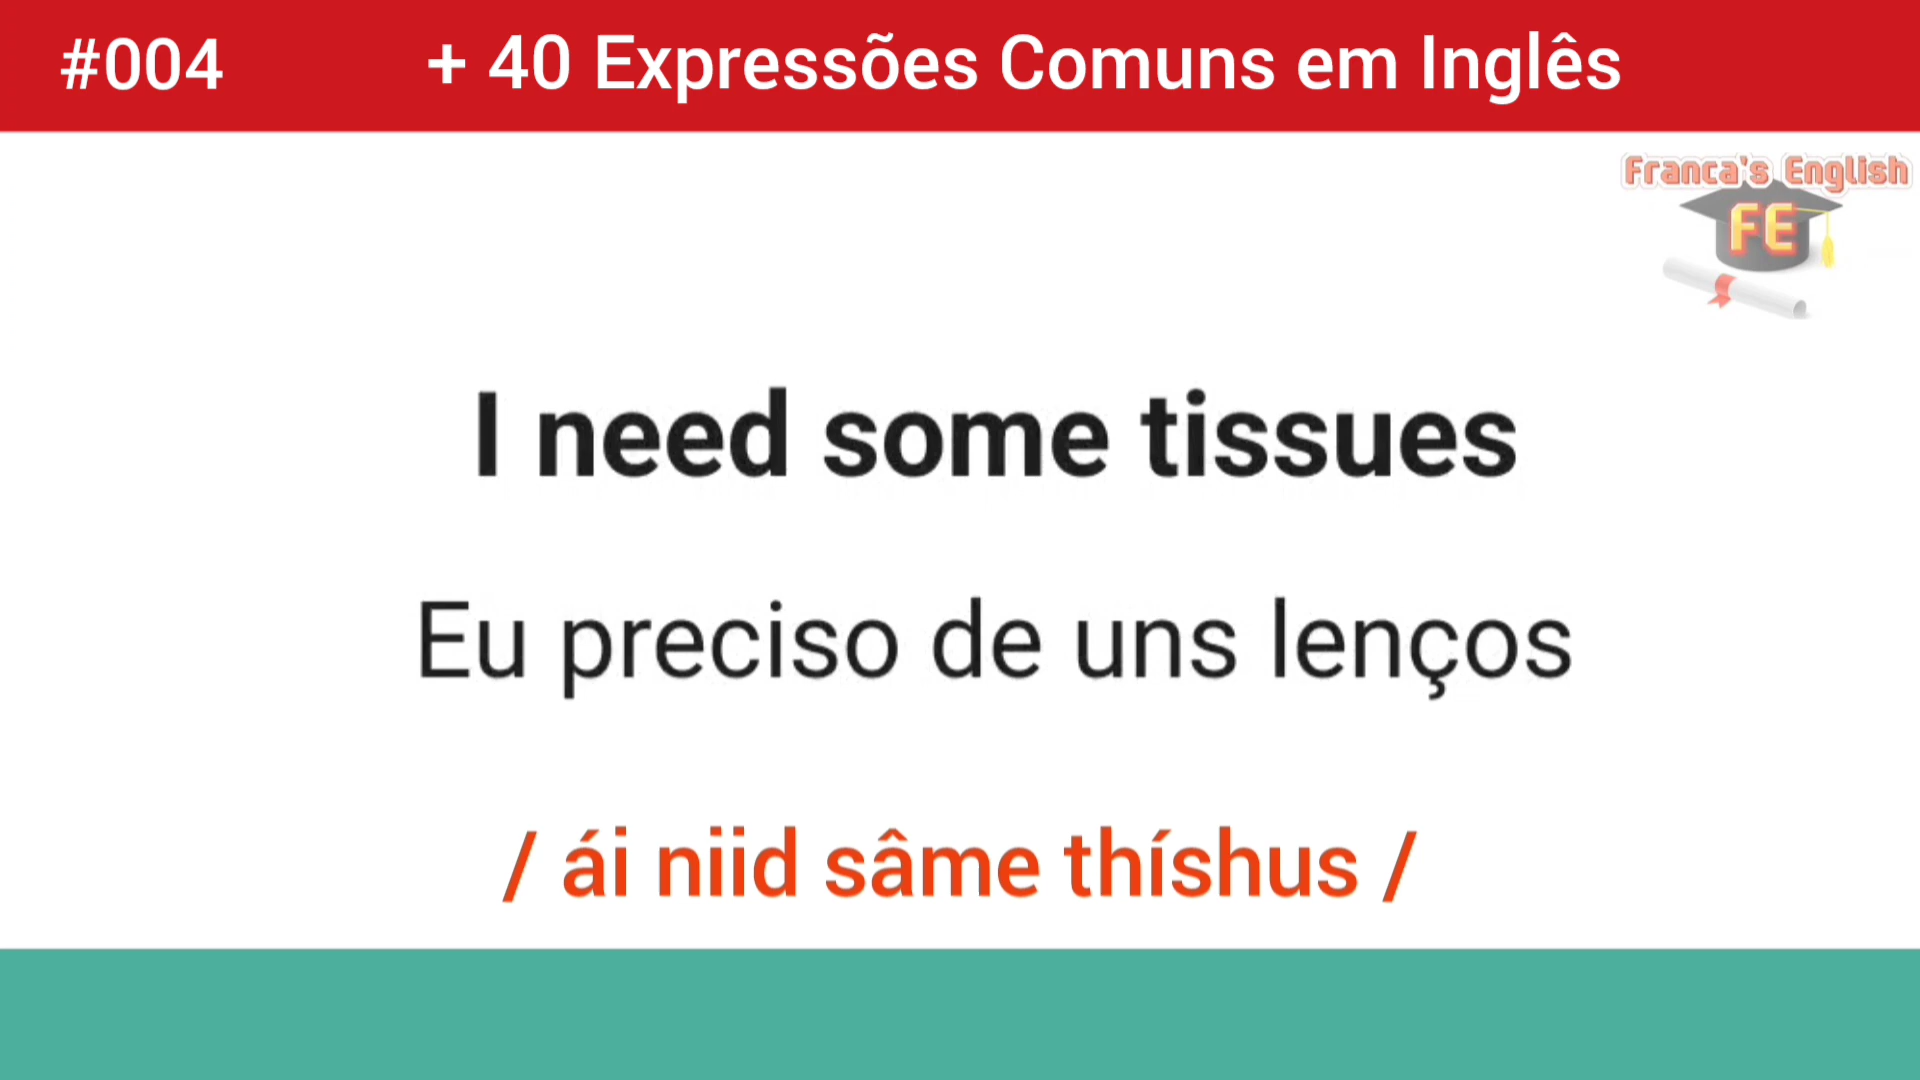 #004 + 40 Expressões Comuns em Inglês
Franca's English
FE
I need some tissues
Eu preciso de uns lenços
/ ái niid sâme thíshus /